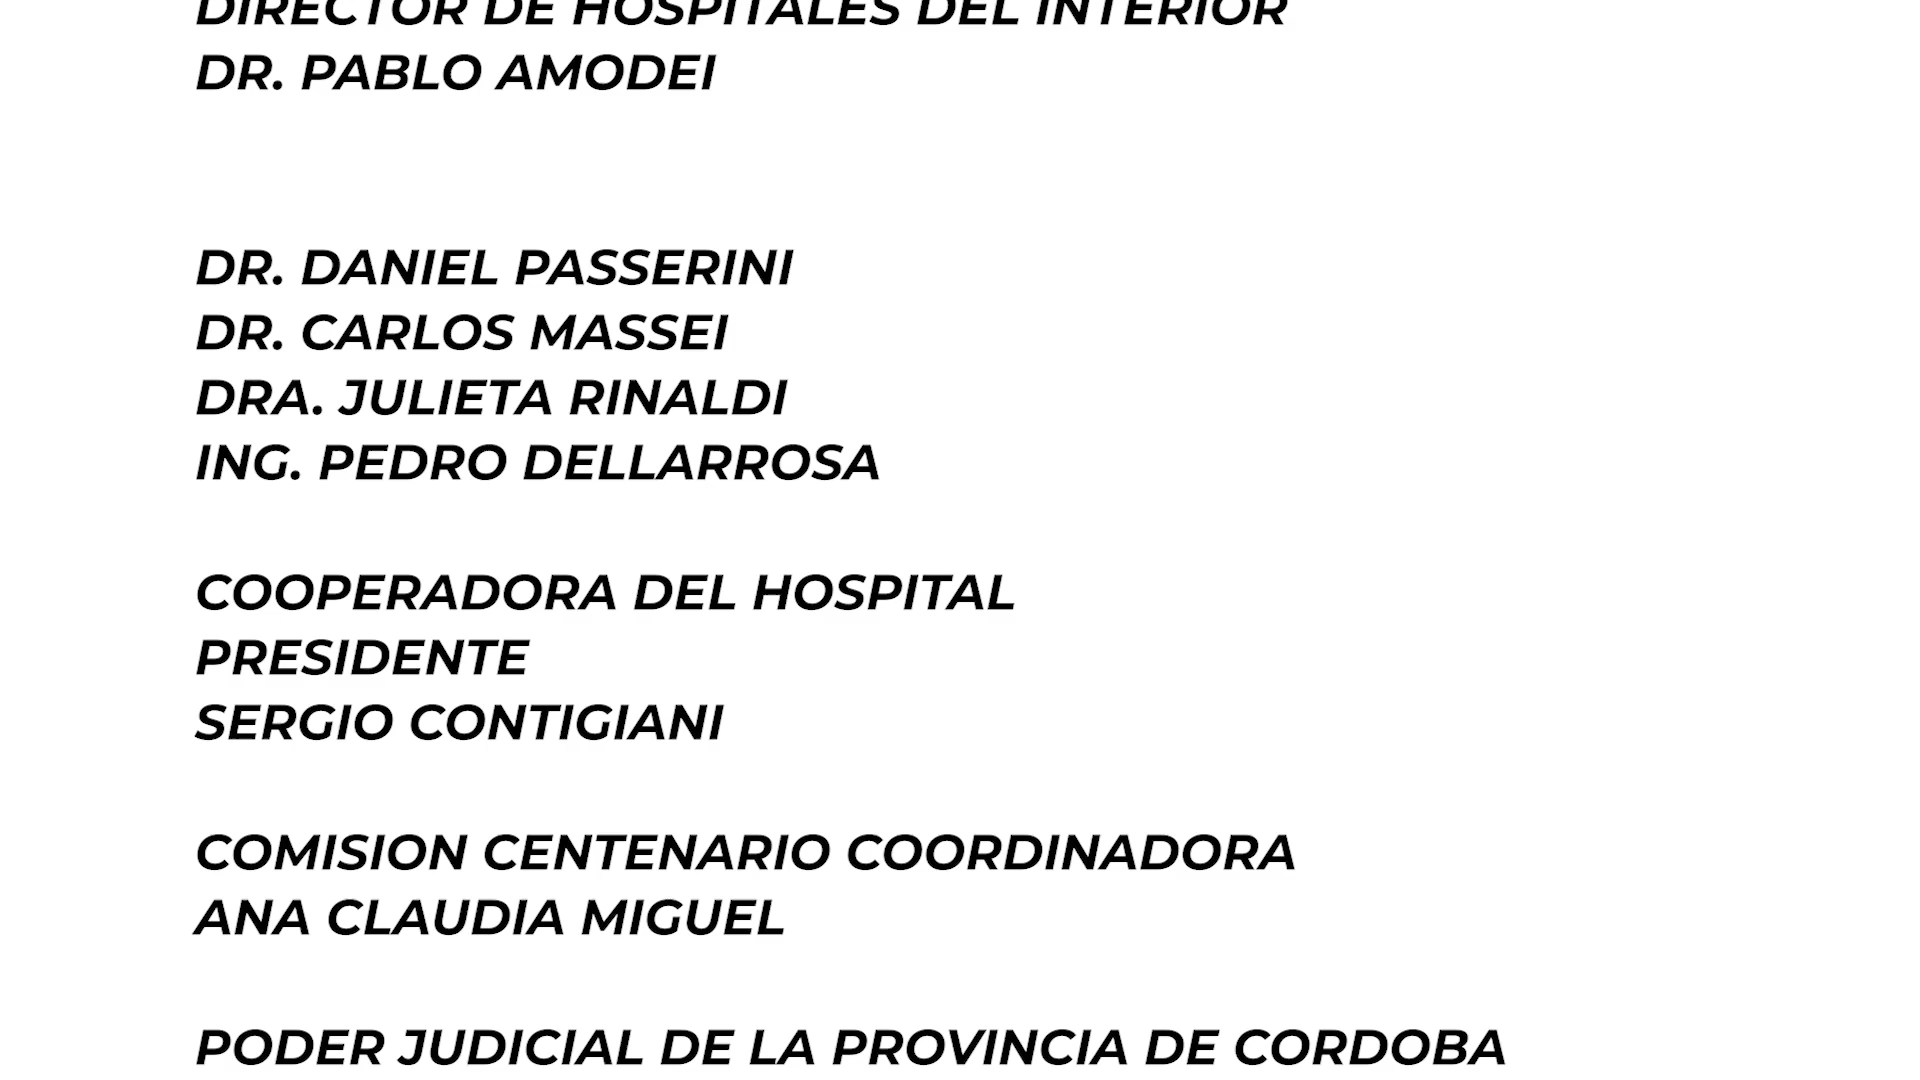 DIRECTOR DE HOSPITALES DEL INTERIOR
DR. PABLO AMODEI
DR. DANIEL PASSERINI
DR. CARLOS MASSEI
DRA. JULIETA RINALDI
ING. PEDRO DELLARROSA
COOPERADORA DEL HOSPITAL
PRESIDENTE
SERGIO CONTIGIANI
COMISION CENTENARIO COORDINADORA
ANA CLAUDIA MIGUEL
PODER JUDICIAL DE LA PROVINCIA DE CORDOBA